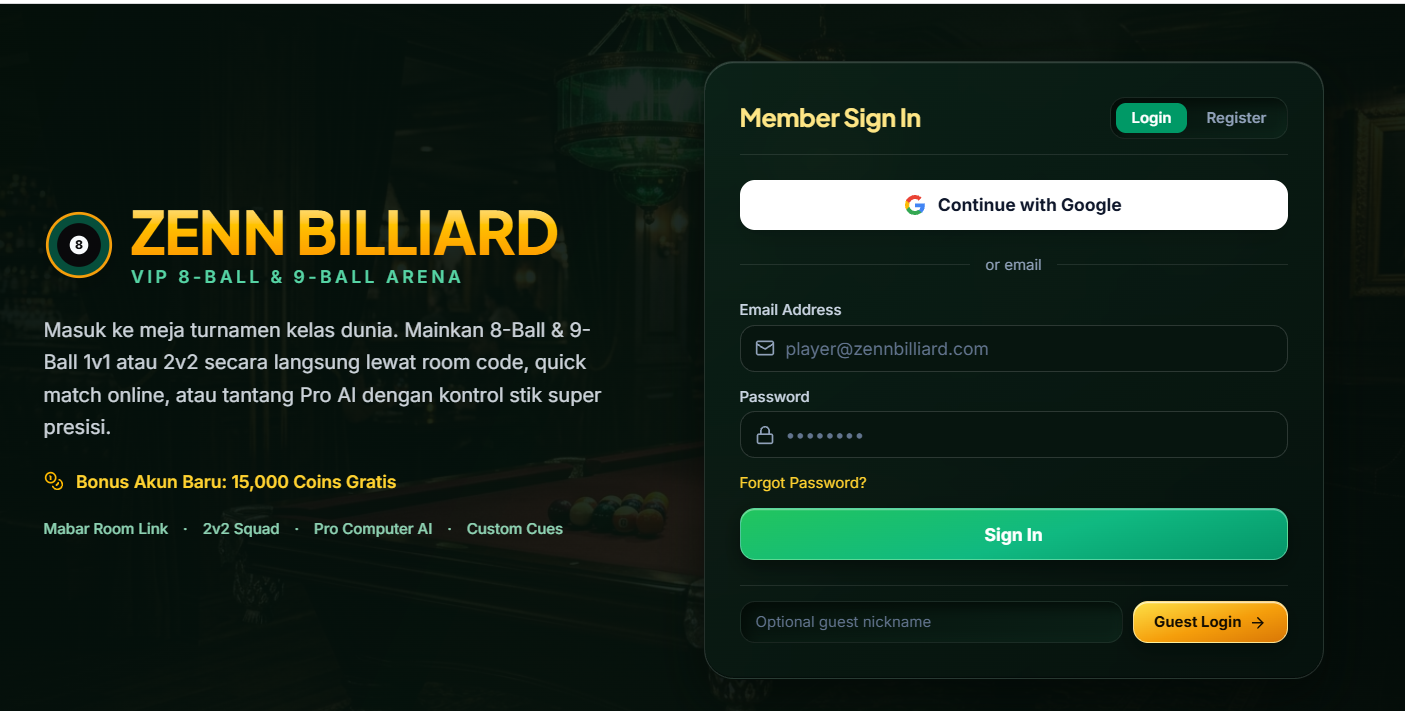 ZENN BILLIARD
8
VIP 8-BALL & 9-BALL ARENA
Masuk ke meja turnamen kelas dunia. Mainkan 8-Ball & 9-
Ball 1v1 atau 2v2 secara langsung lewat room code, quick
match online, atau tantang Pro AI dengan kontrol stik super
presisi.
Bonus Akun Baru: 15,000 Coins Gratis
Mabar Room Link · 2v2 Squad · Pro Computer AI · Custom Cues
Member Sign In
Login Register
Continue with Google
or email
Email Address
player@zennbilliard.com
Password
••••••••
Forgot Password?
Sign In
Optional guest nickname
Guest Login →